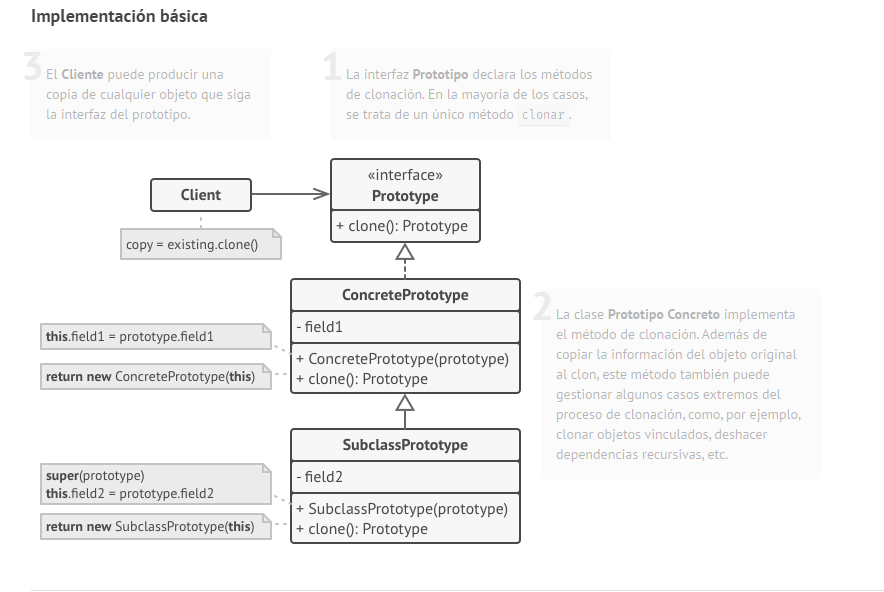 Implementación básica
3
El Cliente puede producir una
copia de cualquier objeto que siga
la interfaz del prototipo.
1
La interfaz Prototipo declara los métodos
de clonación. En la mayoría de los casos,
se trata de un único método clonar.
Client
copy = existing.clone()
«interface»
Prototype
+ clone(): Prototype
ConcretePrototype
- field1
+ ConcretePrototype(prototype)
+ clone(): Prototype
this.field1 = prototype.field1
return new ConcretePrototype(this)
2
La clase Prototipo Concreto implementa
el método de clonación. Además de
copiar la información del objeto original
al clon, este método también puede
gestionar algunos casos extremos del
proceso de clonación, como, por ejemplo,
clonar objetos vinculados, deshacer
dependencias recursivas, etc.
SubclassPrototype
- field2
+ SubclassPrototype(prototype)
+ clone(): Prototype
super(prototype)
this.field2 = prototype.field2
return new SubclassPrototype(this)